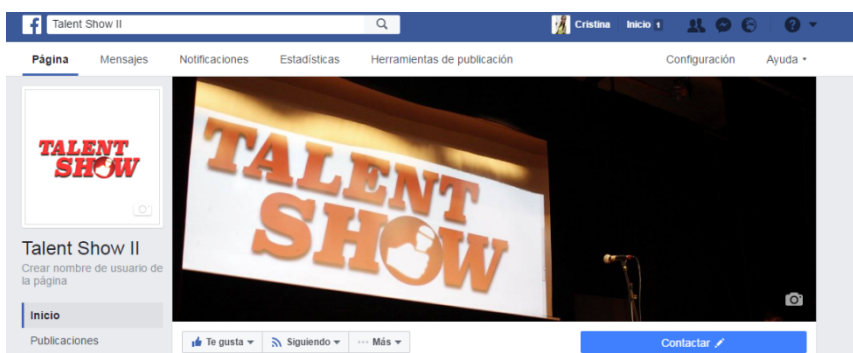 Talent Show II
Cristina Inicio 1
Página Mensajes Notificaciones Estadísticas Herramientas de publicación Configuración Ayuda
TALENT
SHOW
TALENT
SHOW
Talent Show II
Crear nombre de usuario de
la página
Inicio
Publicaciones
Te gusta Siguiendo ··· Más
Contactar